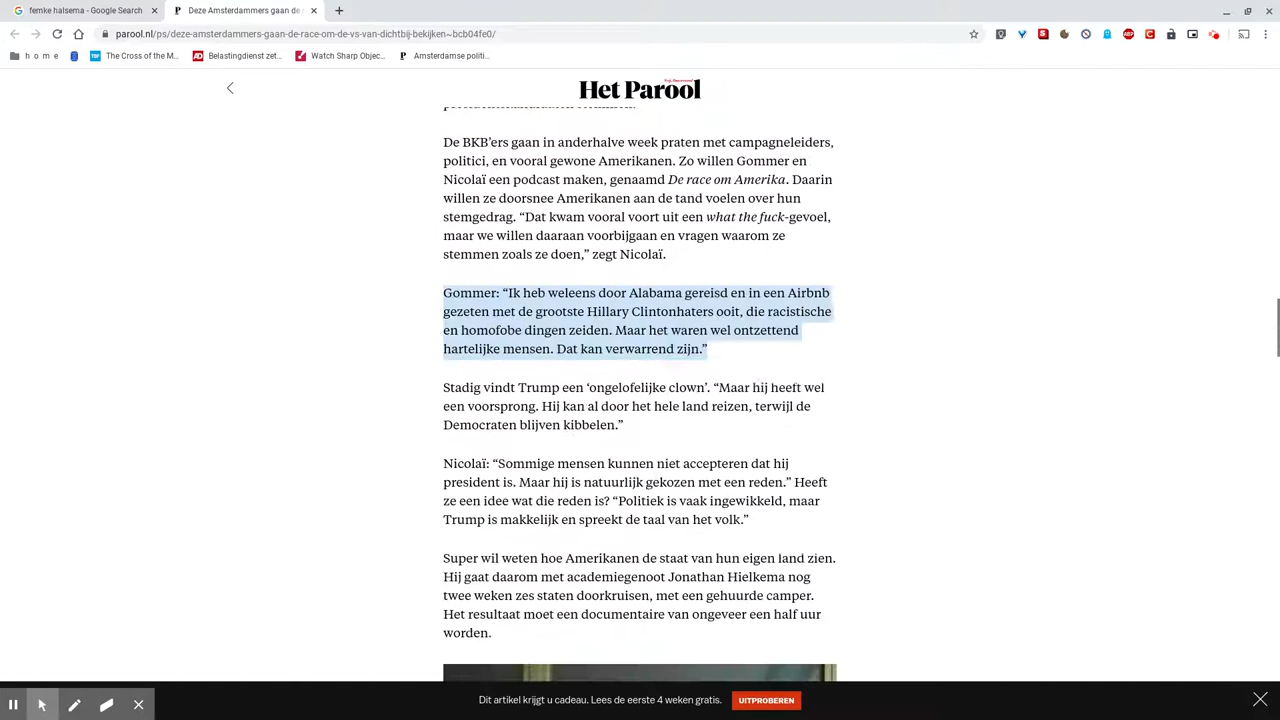 femke halsema - Google Search
Deze Amsterdammers gaan de
parool.nl/ps/deze-amsterdammers-gaan-de-race-om-de-vs-van-dichtbij-bekijken~bcb04fe0/
h o m e
The Cross of the M...
Belastingdienst zet...
Watch Sharp Objec...
Amsterdamse politi...
Het Parool
De BKB’ers gaan in anderhalve week praten met campagneleiders,
politici, en vooral gewone Amerikanen. Zo willen Gommer en
Nicolaï een podcast maken, genaamd De race om Amerika. Daarin
willen ze doorsnee Amerikanen aan de tand voelen over hun
stemgedrag. “Dat kwam vooral voort uit een what the fuck-gevoel,
maar we willen daaraan voorbijgaan en vragen waarom ze
stemmen zoals ze doen,” zegt Nicolaï.
Gommer: “Ik heb weleens door Alabama gereisd en in een Airbnb
gezeten met de grootste Hillary Clintonhaters ooit, die racistische
en homofobe dingen zeiden. Maar het waren wel ontzettend
hartelijke mensen. Dat kan verwarrend zijn.”
Stadig vindt Trump een ‘ongelofelijke clown’. “Maar hij heeft wel
een voorsprong. Hij kan al door het hele land reizen, terwijl de
Democraten blijven kibbelen.”
Nicolaï: “Sommige mensen kunnen niet accepteren dat hij
president is. Maar hij is natuurlijk gekozen met een reden.” Heeft
ze een idee wat die reden is? “Politiek is vaak ingewikkeld, maar
Trump is makkelijk en spreekt de taal van het volk.”
Super wil weten hoe Amerikanen de staat van hun eigen land zien.
Hij gaat daarom met academiegenoot Jonathan Hielkema nog
twee weken zes staten doorkruisen, met een gehuurde camper.
Het resultaat moet een documentaire van ongeveer een half uur
worden.
Dit artikel krijgt u cadeau. Lees de eerste 4 weken gratis.
UITPROBEREN